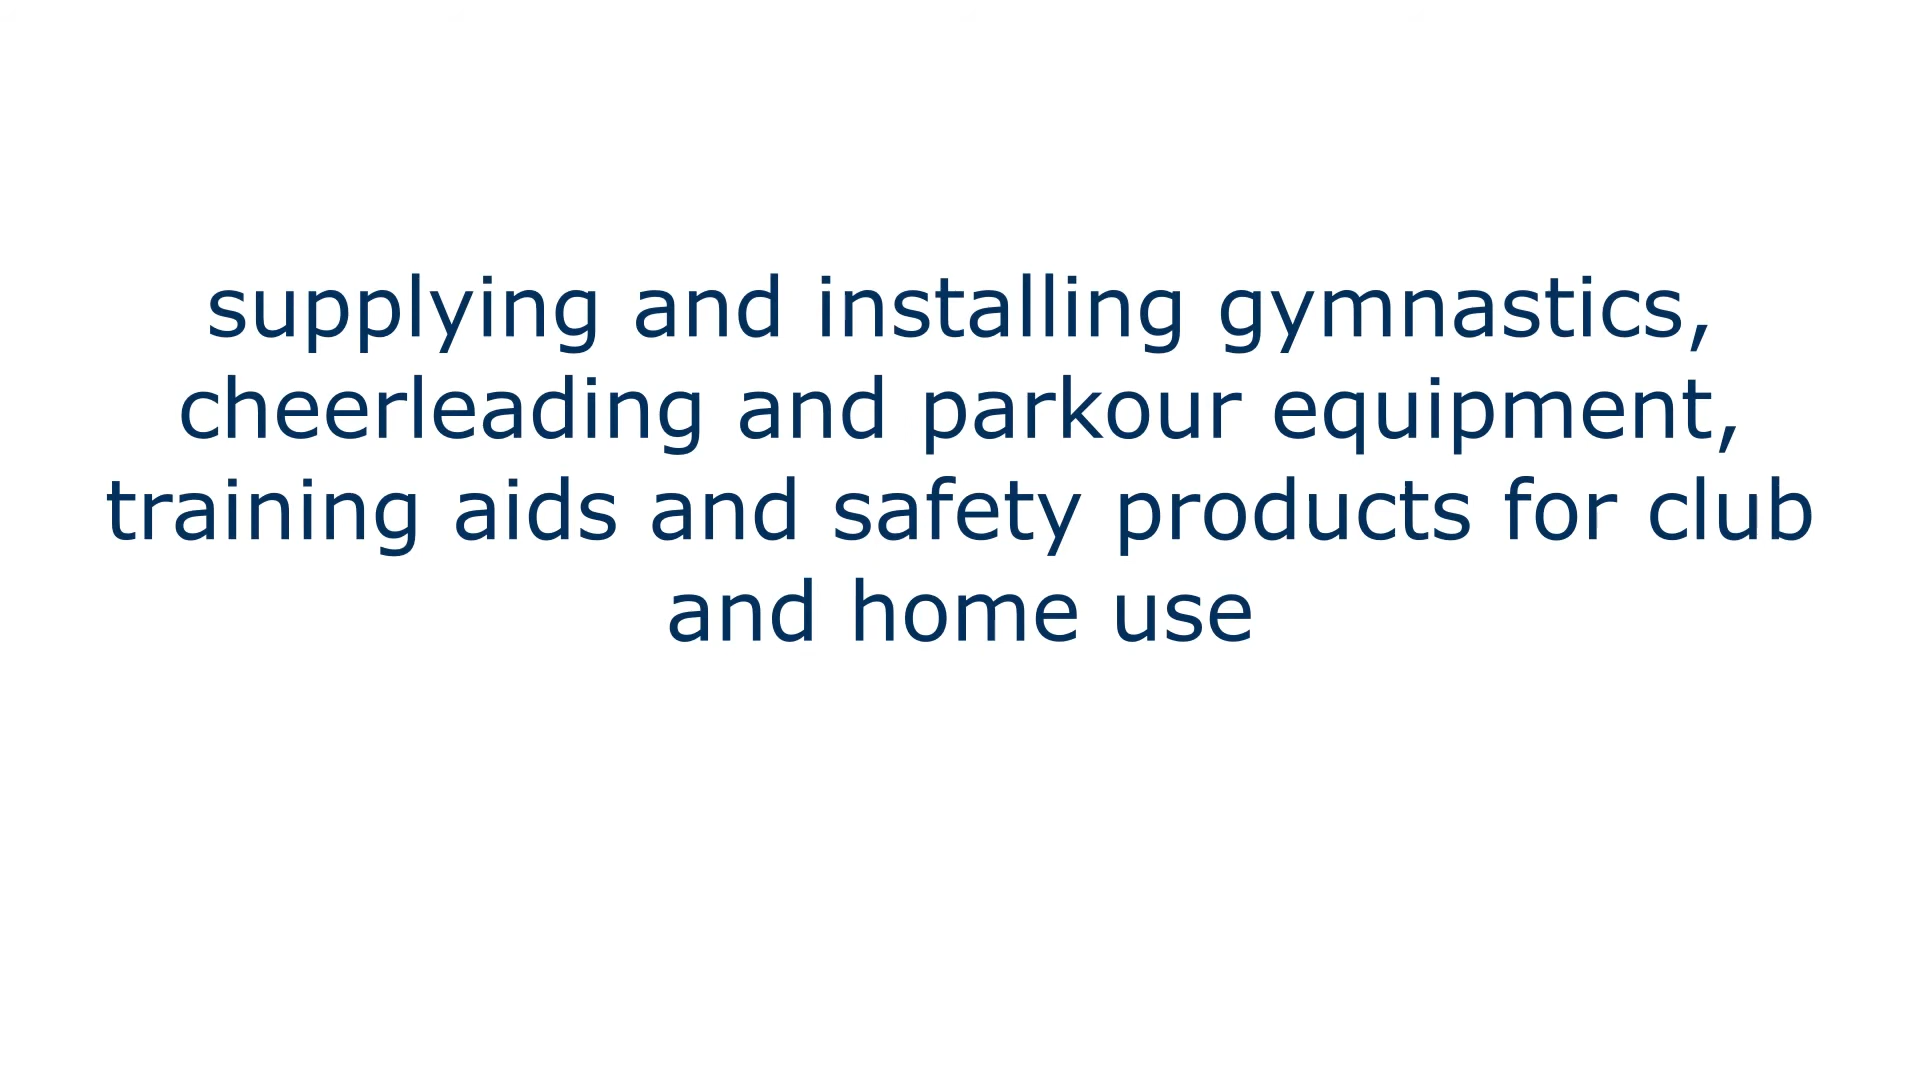 supplying and installing gymnastics,
cheerleading and parkour equipment,
training aids and safety products for club
and home use